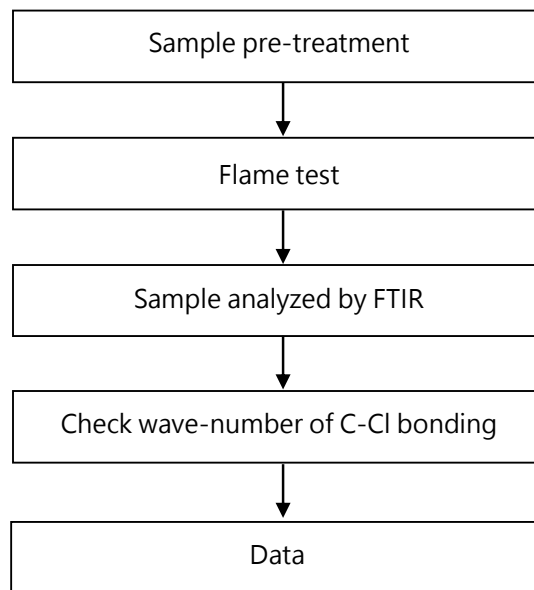 Sample pre-treatment
Flame test
Sample analyzed by FTIR
Check wave-number of C-Cl bonding
Data